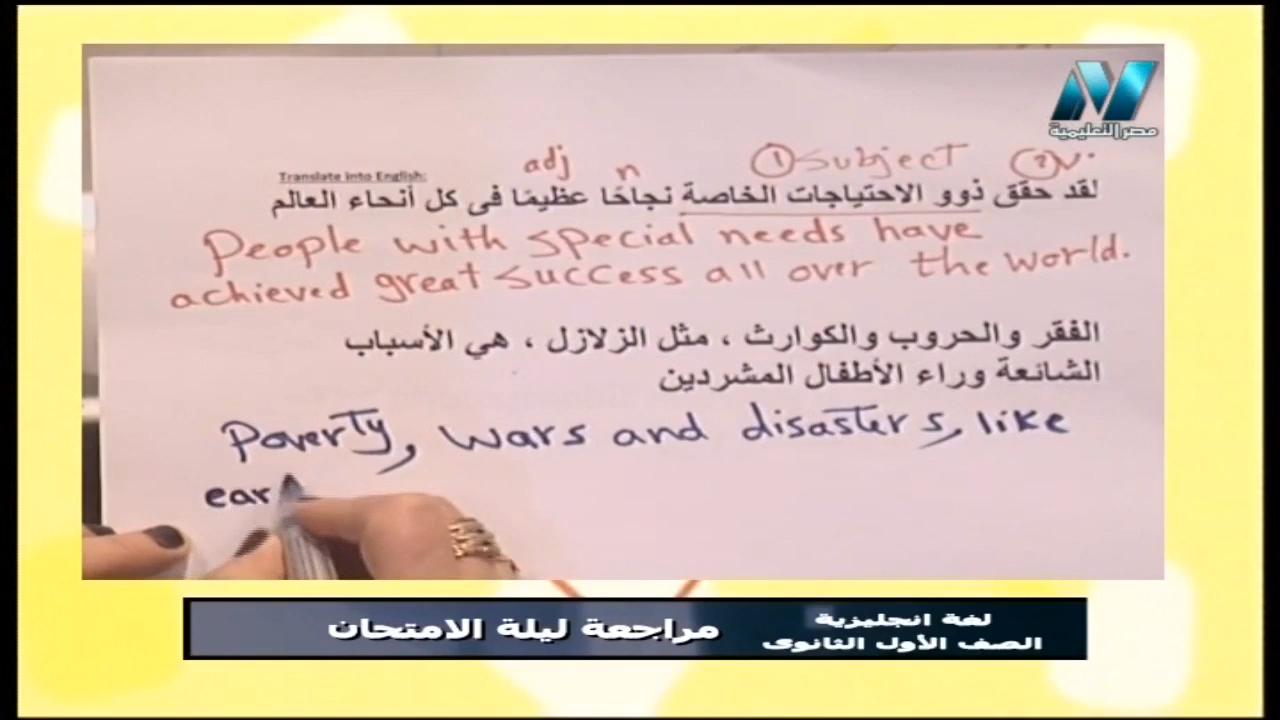 مصر التعليمية
adj n ① Subject ② v.
Translate into English:
لقد حقق ذوو الاحتياجات الخاصة نجاحًا عظيمًا فى كل أنحاء العالم
People with special needs have
achieved great success all over the world.
الفقر والحروب والكوارث ، مثل الزلازل ، هي الأسباب
الشائعة وراء الأطفال المشردين
Poverty, wars and disasters, like
ear
لغة انجليزية
الصف الأول الثانوى
مراجعة ليلة الامتحان